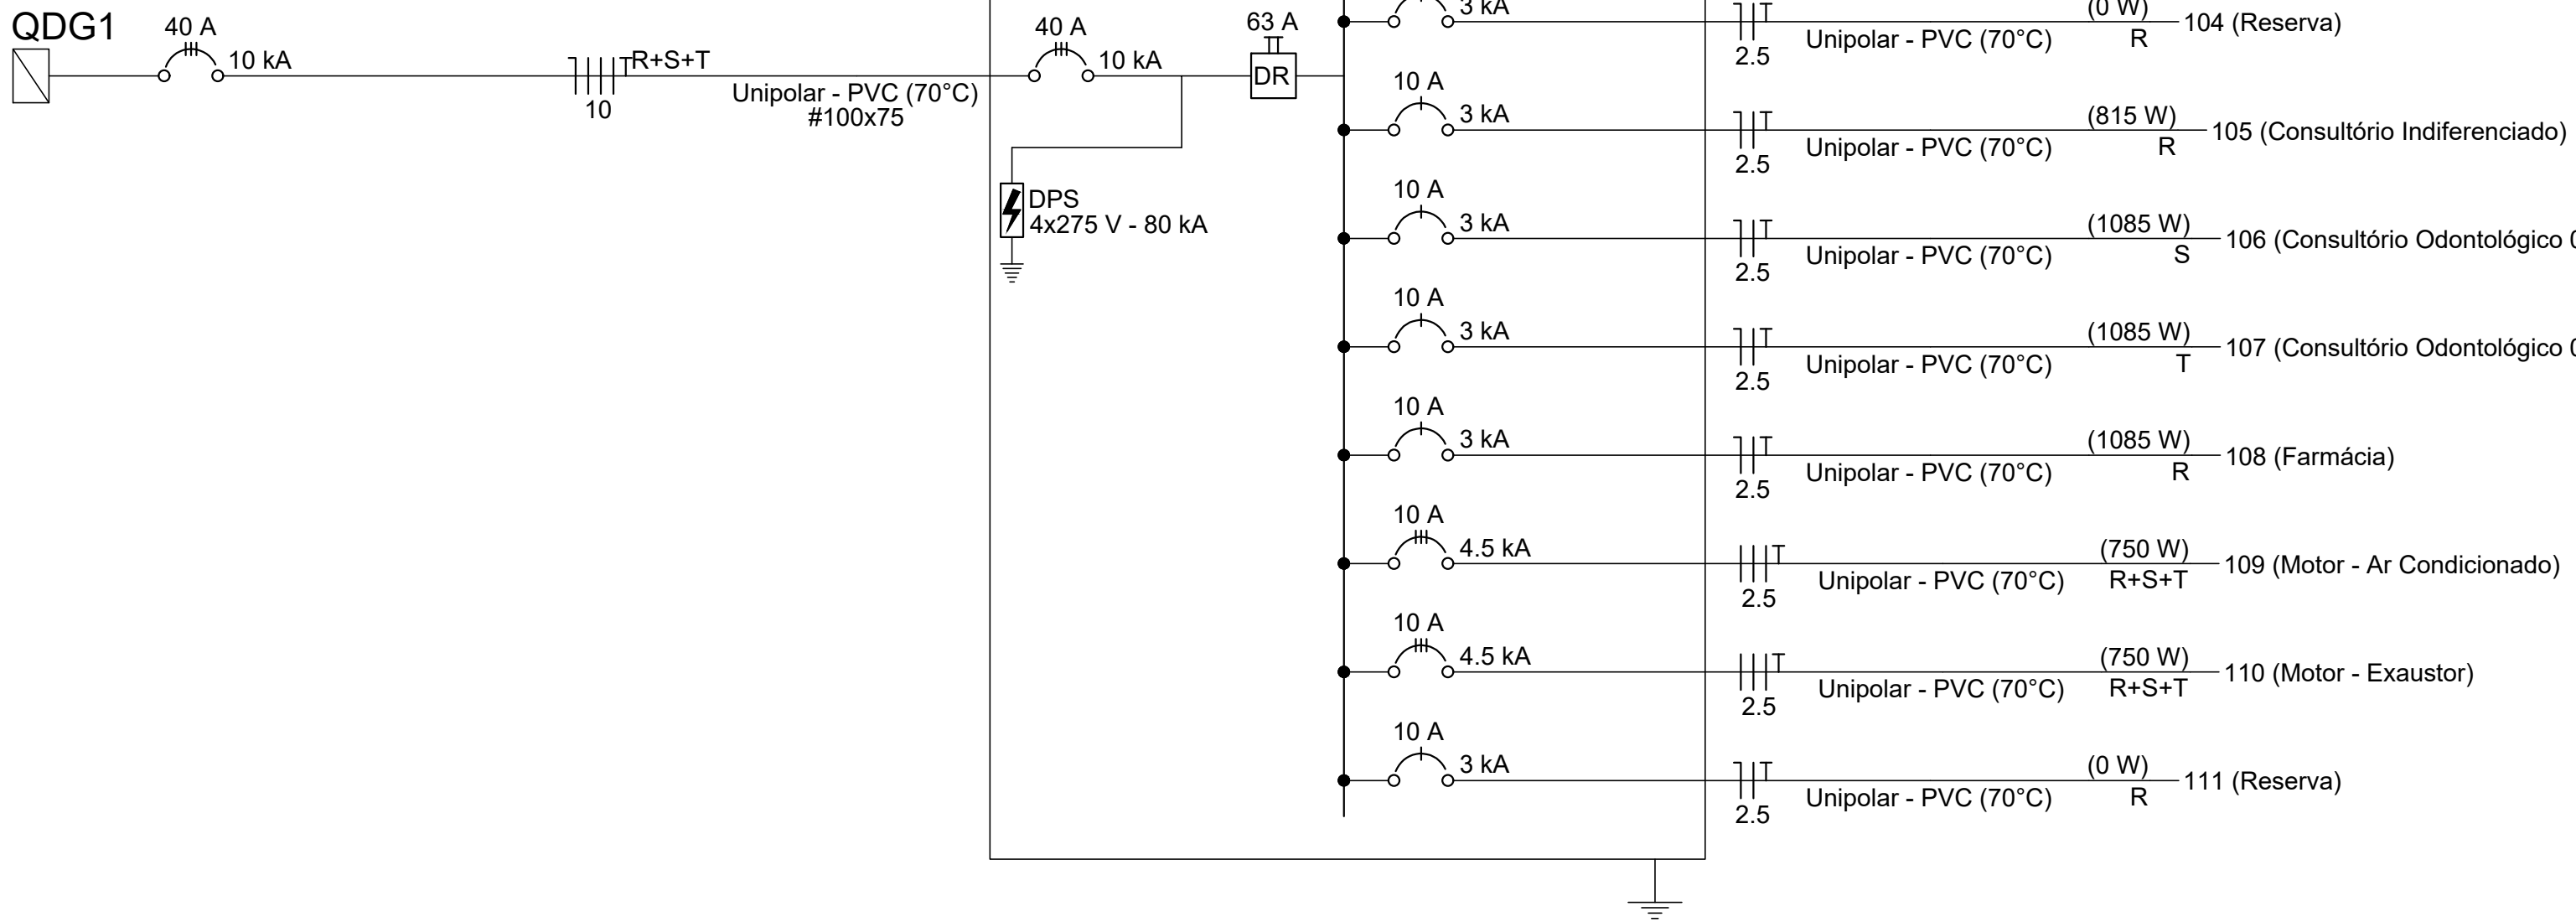 QDG1
40 A
10 kA
R+S+T
10
Unipolar - PVC (70°C)
#100x75
40 A
10 kA
63 A
DR
DPS
4x275 V - 80 kA
3 kA
2.5
Unipolar - PVC (70°C)
(0 W)
R
104 (Reserva)
10 A
3 kA
2.5
Unipolar - PVC (70°C)
(815 W)
R
105 (Consultório Indiferenciado)
10 A
3 kA
2.5
Unipolar - PVC (70°C)
(1085 W)
S
106 (Consultório Odontológico
10 A
3 kA
2.5
Unipolar - PVC (70°C)
(1085 W)
T
107 (Consultório Odontológico
10 A
3 kA
2.5
Unipolar - PVC (70°C)
(1085 W)
R
108 (Farmácia)
10 A
4.5 kA
2.5
Unipolar - PVC (70°C)
(750 W)
R+S+T
109 (Motor - Ar Condicionado)
10 A
4.5 kA
2.5
Unipolar - PVC (70°C)
(750 W)
R+S+T
110 (Motor - Exaustor)
10 A
3 kA
2.5
Unipolar - PVC (70°C)
(0 W)
R
111 (Reserva)